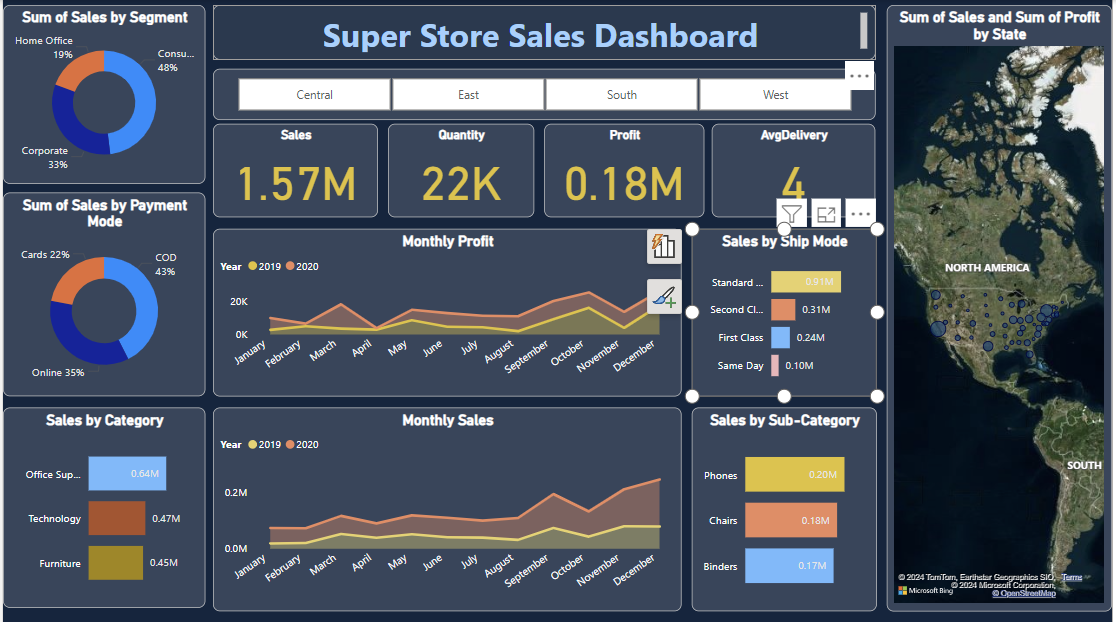 Sum of Sales by Segment
Home Office
19%
Consu...
48%
Corporate
33%
Sum of Sales by Payment
Mode
Cards 22%
COD
43%
Online 35%
Sales by Category
Office Sup...
0.64M
Technology
0.47M
Furniture
0.45M
Super Store Sales Dashboard
Central
East
South
West
Sales
1.57M
Quantity
22K
Profit
0.18M
AvgDelivery
4
Monthly Profit
Year 2019 2020
20K
0K
January
February
March
April
May
June
July
August
September
October
November
December
Sales by Ship Mode
Standard ...
0.91M
Second Cl...
0.31M
First Class
0.24M
Same Day
0.10M
Monthly Sales
Year 2019 2020
0.2M
0.0M
January
February
March
April
May
June
July
August
September
October
November
December
Sales by Sub-Category
Phones
0.20M
Chairs
0.18M
Binders
0.17M
Sum of Sales and Sum of Profit
by State
NORTH AMERICA
SOUTH
© 2024 TomTom, Earthstar Geographics SIO, Terms
© 2024 Microsoft Corporation,
Microsoft Bing
© OpenStreetMap